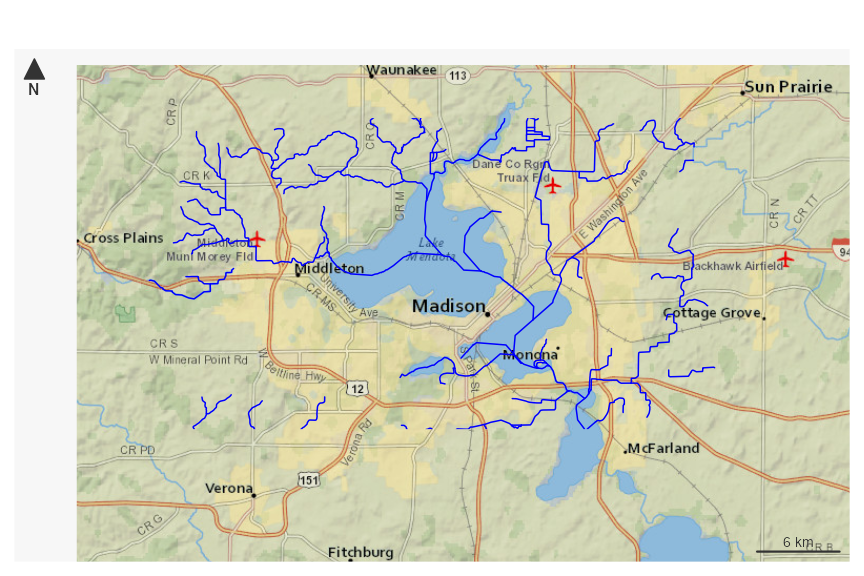 N
Waunakee
113
Sun Prairie
CR P
CR Q
CR K
CR M
Dane Co Rgn
Truax Fld
E Washington Ave
CR N
CR TT
Cross Plains
Middleton
Muni Morey Fld
Lake
Mendota
94
Middleton
Blackhawk Airfield
University Ave
CR MS
Madison
Cottage Grove
CR S
W Mineral Point Rd
Monona
S Park St
W Beltline Hwy
12
Verona Rd
CR PD
McFarland
151
Verona
CR G
Fitchburg
6 km
CR B